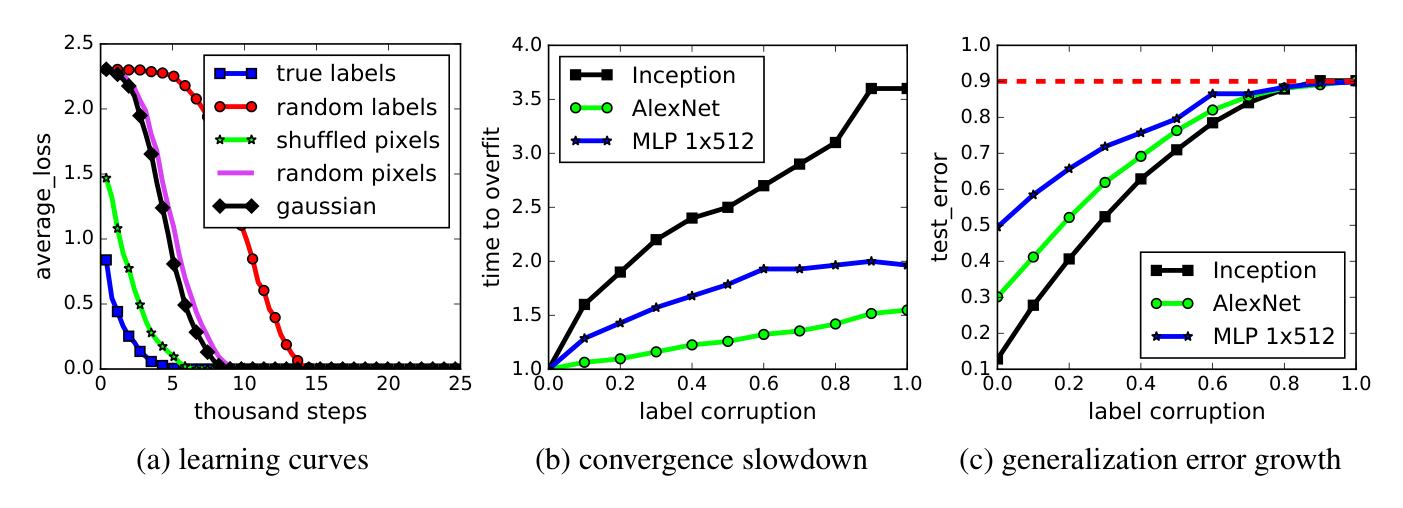 2.5
2.0
1.5
1.0
0.5
0.0
0
5
10
15
20
25
average_loss
thousand steps
true labels
random labels
shuffled pixels
random pixels
gaussian
(a) learning curves
4.0
3.5
3.0
2.5
2.0
1.5
1.0
0.0
0.2
0.4
0.6
0.8
1.0
time to overfit
label corruption
Inception
AlexNet
MLP 1x512
(b) convergence slowdown
1.0
0.9
0.8
0.7
0.6
0.5
0.4
0.3
0.2
0.1
0.0
0.2
0.4
0.6
0.8
1.0
test_error
label corruption
Inception
AlexNet
MLP 1x512
(c) generalization error growth